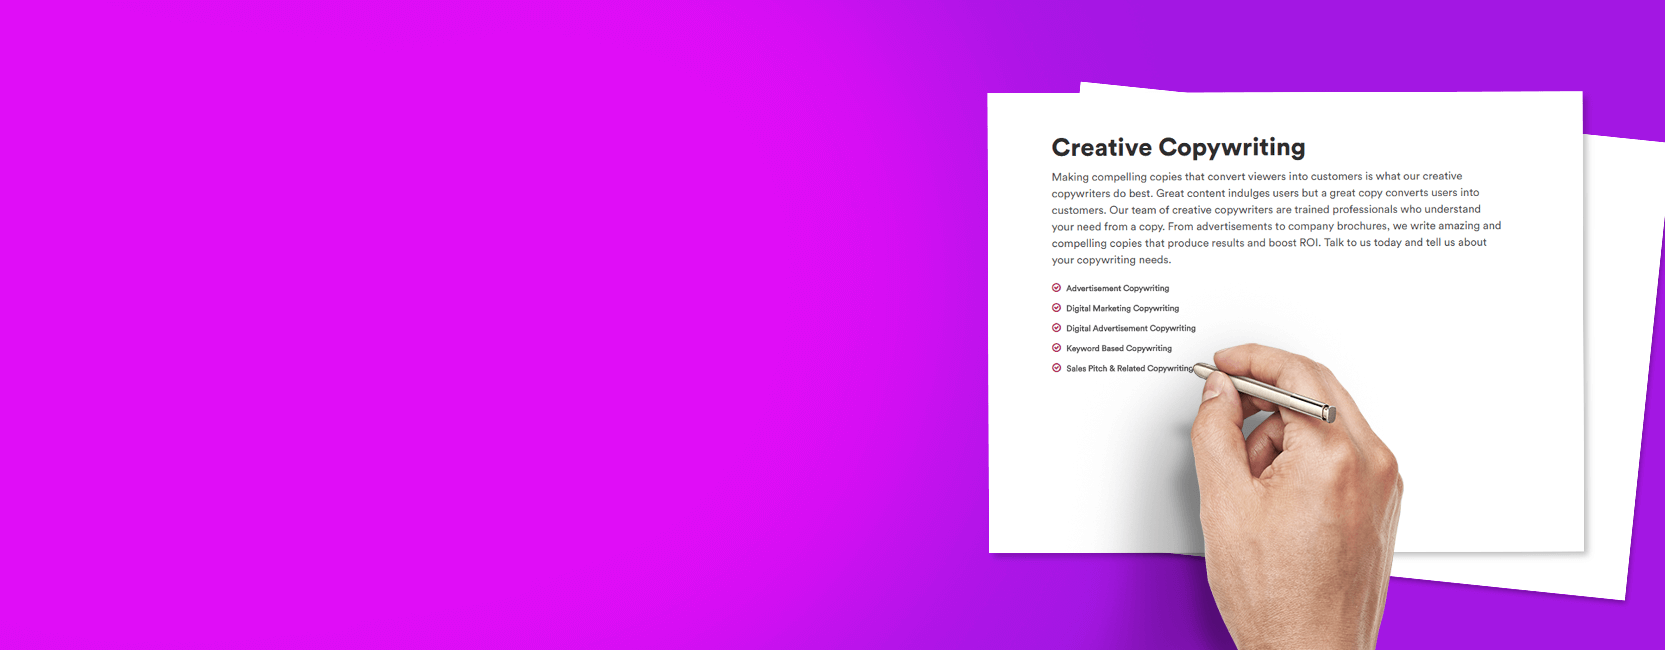 Creative Copywriting
Making compelling copies that convert viewers into customers is what our creative
copywriters do best. Great content indulges users but a great copy converts users into
customers. Our team of creative copywriters are trained professionals who understand
your need from a copy. From advertisements to company brochures, we write amazing and
compelling copies that produce results and boost ROI. Talk to us today and tell us about
your copywriting needs.
Advertisement Copywriting
Digital Marketing Copywriting
Digital Advertisement Copywriting
Keyword Based Copywriting
Sales Pitch & Related Copywriting